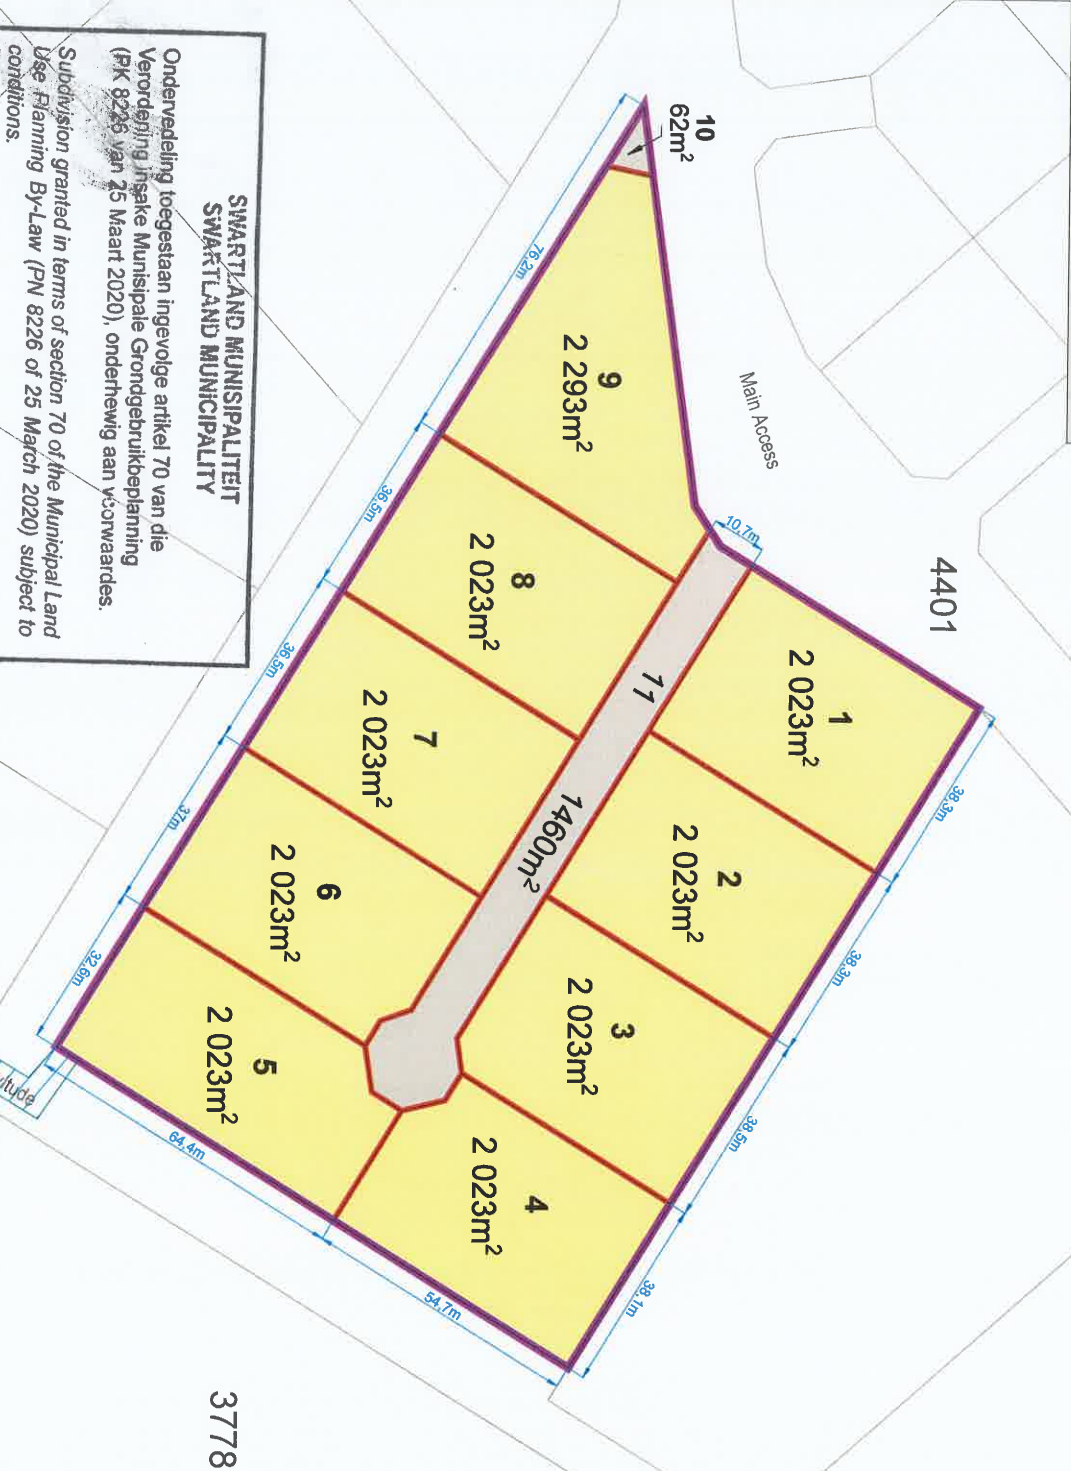 SWARTLAND MUNISIPALITEIT
SWARTLAND MUNICIPALITY
Ondervedeling toegestaan ingevolge artikel 70 van die
Verordening insake Munisipale Grondgebruikbeplanning
(PK 8226 van 25 Maart 2020), onderhewig aan voorwaardes.
Subdivision granted in terms of section 70 of the Municipal Land
Use Planning By-Law (PN 8226 of 25 March 2020) subject to
conditions.
10
62m²
76,2m
9
2 293m²
Main Access
10,7m
4401
36,5m
8
2 023m²
1
2 023m²
11
1460m²
36,5m
7
2 023m²
2
2 023m²
38,3m
37m
6
2 023m²
3
2 023m²
38,3m
32,6m
5
2 023m²
4
2 023m²
38,5m
64,4m
54,7m
38,1m
3778